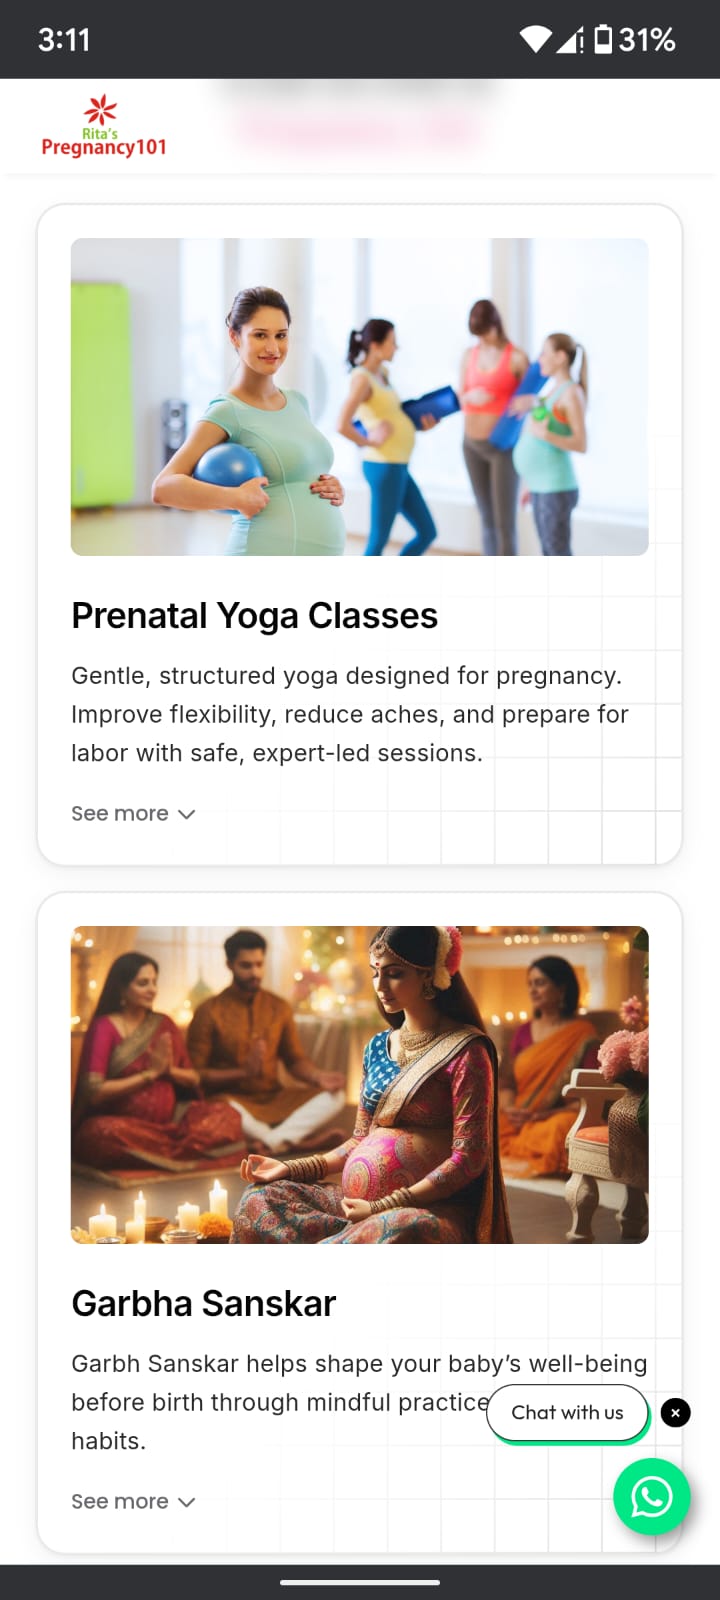 3:11
31%
Rita's
Pregnancy101
Prenatal Yoga Classes
Gentle, structured yoga designed for pregnancy.
Improve flexibility, reduce aches, and prepare for
labor with safe, expert-led sessions.
See more
Garbha Sanskar
Garbh Sanskar helps shape your baby’s well-being
before birth through mindful practice
habits.
Chat with us
See more